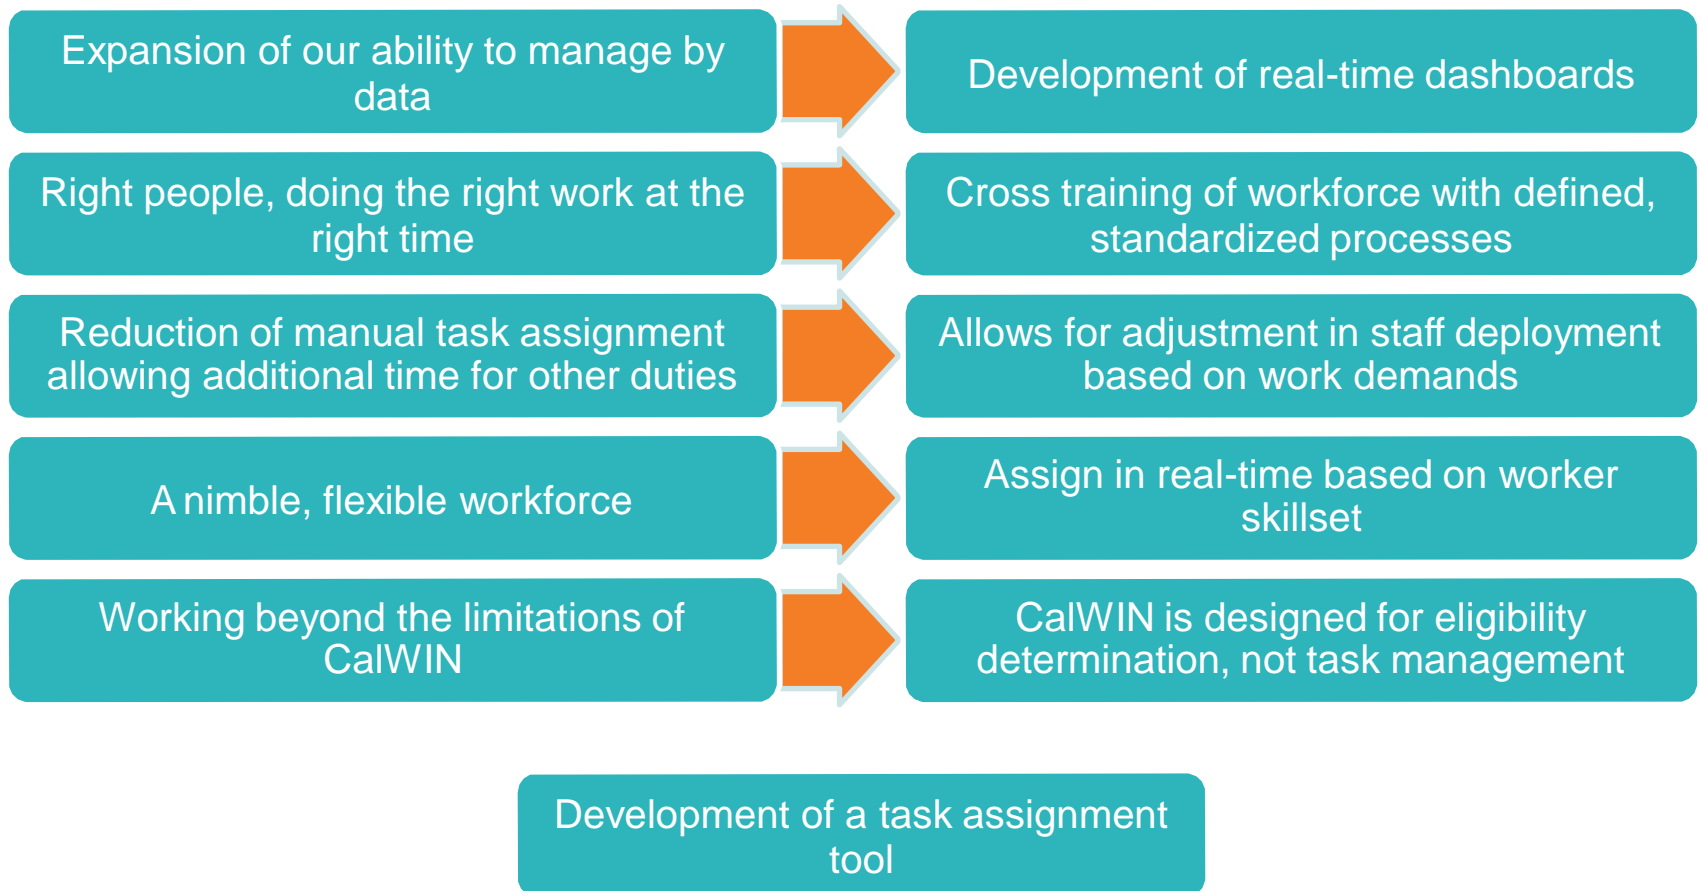 Expansion of our ability to manage by
data
Development of real-time dashboards
Right people, doing the right work at the
right time
Cross training of workforce with defined,
standardized processes
Reduction of manual task assignment
allowing additional time for other duties
Allows for adjustment in staff deployment
based on work demands
A nimble, flexible workforce
Assign in real-time based on worker
skillset
Working beyond the limitations of
CalWIN
CalWIN is designed for eligibility
determination, not task management
Development of a task assignment
tool